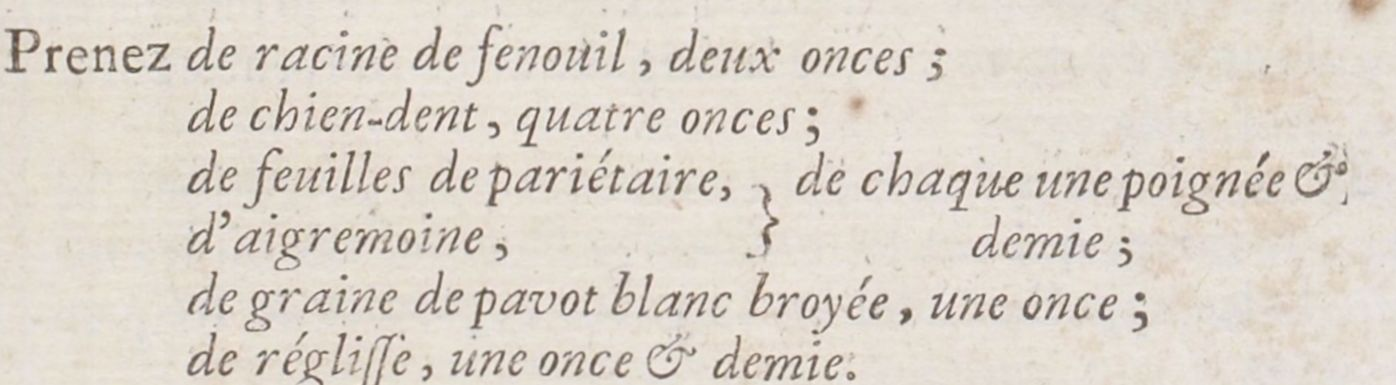 Prenez de racine de fenouil, deux onces ;
de chien-dent, quatre onces ;
de feuilles de pariétaire, } de chaque une poignée &
d'aigremoine, demie ;
de graine de pavot blanc broyée, une once ;
de régliſſe, une once & demie.